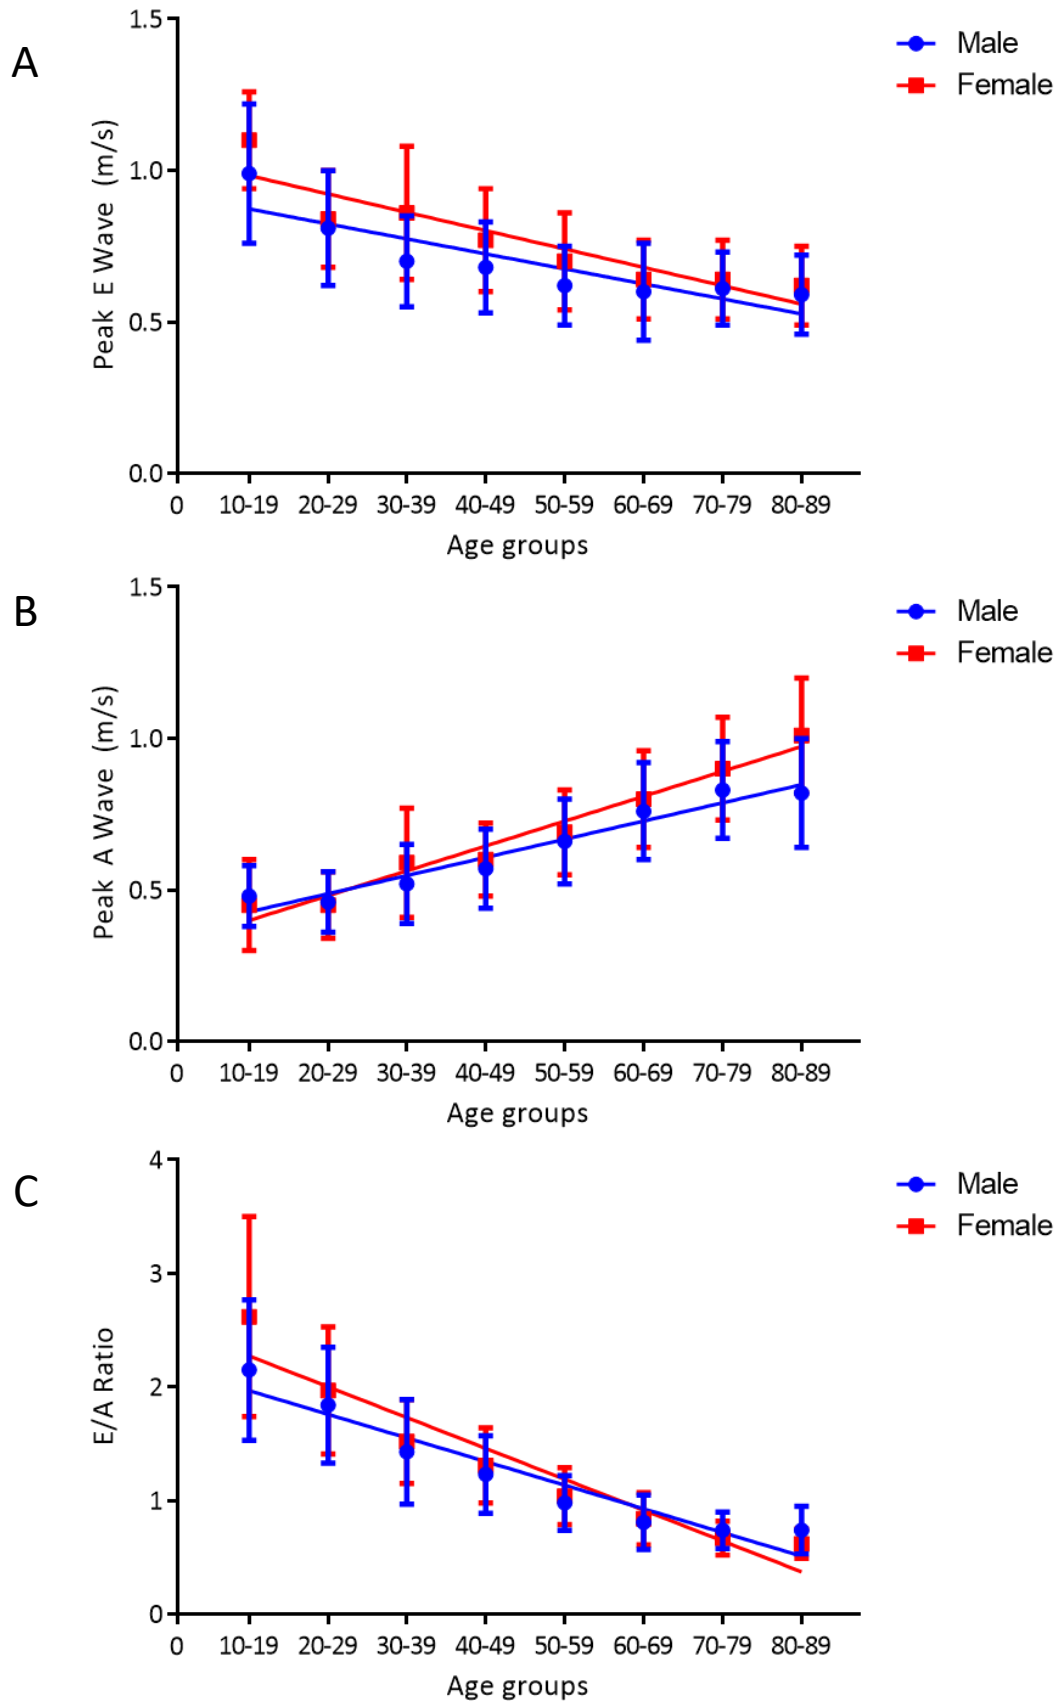 A
1.5
1.0
0.5
0.0
Peak E Wave (m/s)
0 10-19 20-29 30-39 40-49 50-59 60-69 70-79 80-89
Age groups
Male
Female
B
1.5
1.0
0.5
0.0
Peak A Wave (m/s)
0 10-19 20-29 30-39 40-49 50-59 60-69 70-79 80-89
Age groups
Male
Female
C
4
3
2
1
0
E/A Ratio
0 10-19 20-29 30-39 40-49 50-59 60-69 70-79 80-89
Age groups
Male
Female